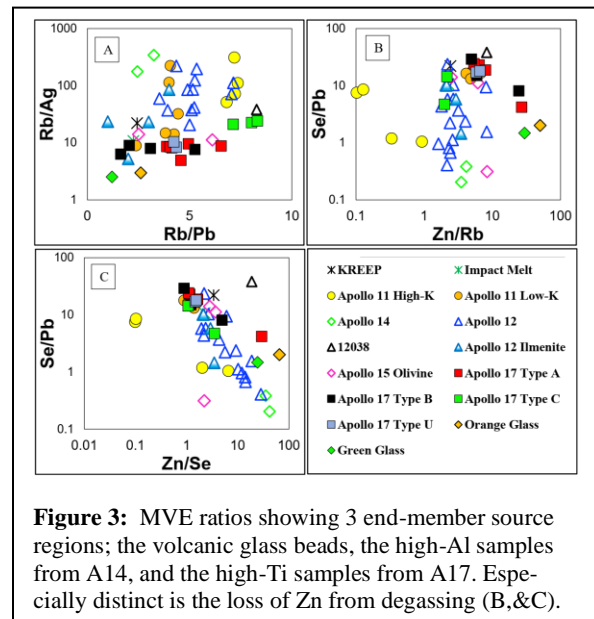 A
Rb/Ag
1000
100
10
1
0
5
10
Rb/Pb
B
Se/Pb
100
10
1
0.1
0.1
1
10
100
Zn/Rb
C
Se/Pb
100
10
1
0.1
0.01
0.1
1
10
100
Zn/Se
KREEP
Impact Melt
Apollo 11 High-K
Apollo 11 Low-K
Apollo 14
Apollo 12
12038
Apollo 12 Ilmenite
Apollo 15 Olivine
Apollo 17 Type A
Apollo 17 Type B
Apollo 17 Type C
Apollo 17 Type U
Orange Glass
Green Glass
Figure 3: MVE ratios showing 3 end-member source
regions; the volcanic glass beads, the high-Al samples
from A14, and the high-Ti samples from A17. Espe-
cially distinct is the loss of Zn from degassing (B,&C).